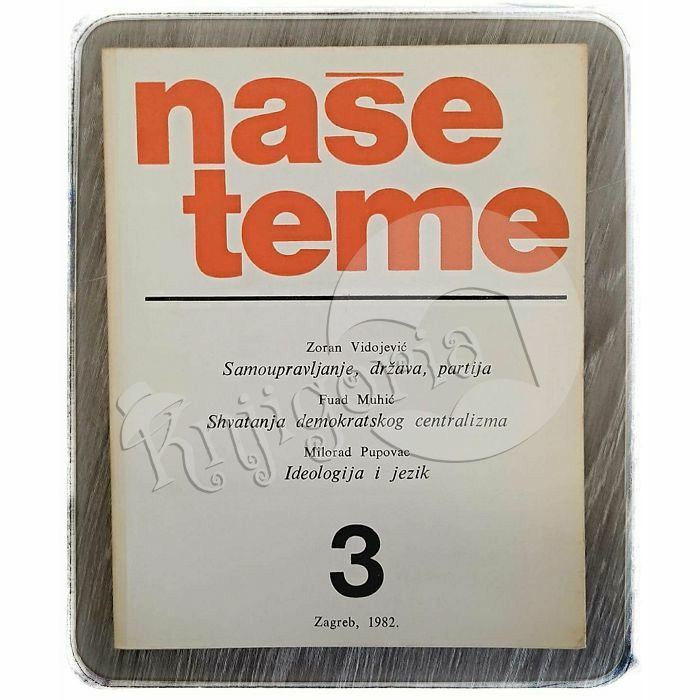 naše
teme
Zoran Vidojević
Samoupravljanje, država, partija
Fuad Muhić
Shvatanja demokratskog centralizma
Milorad Pupovac
Ideologija i jezik
Knjigoria
3
Zagreb, 1982.